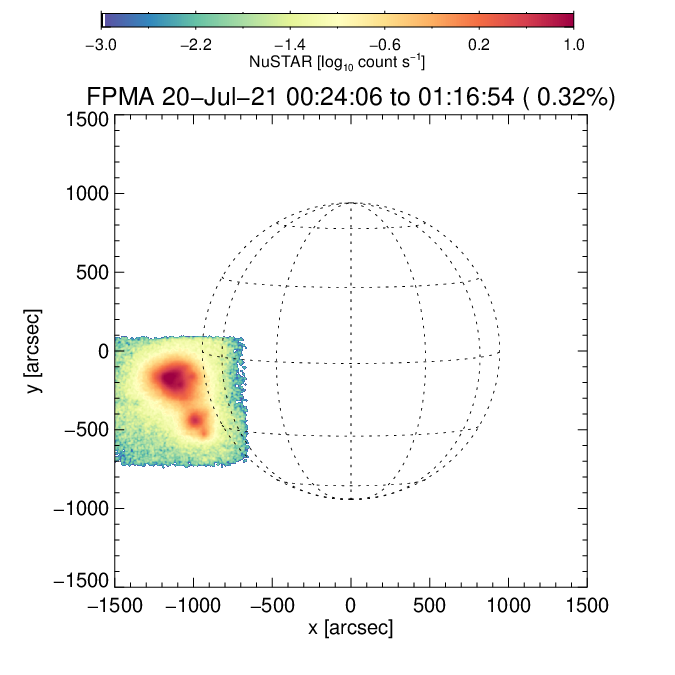 −3.0 −2.2 −1.4 −0.6 0.2 1.0
NuSTAR [log₁₀ count s⁻¹]
FPMA 20−Jul−21 00:24:06 to 01:16:54 ( 0.32%)
1500
1000
500
0
−500
−1000
−1500
y [arcsec]
−1500 −1000 −500 0 500 1000 1500
x [arcsec]